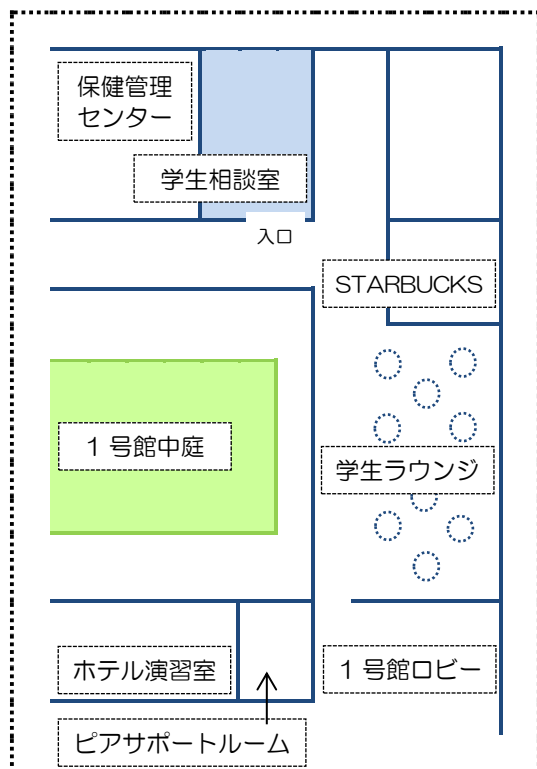 保健管理
センター
学生相談室
入口
STARBUCKS
1 号館中庭
学生ラウンジ
ホテル演習室
1 号館ロビー
ピアサポートルーム